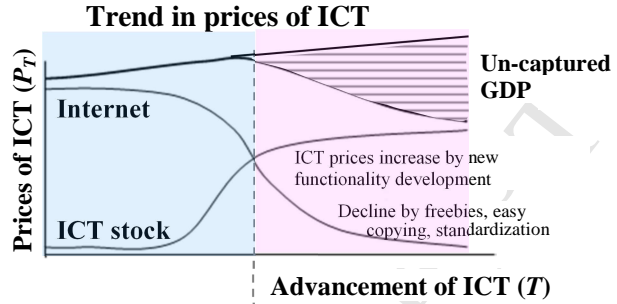 Trend in prices of ICT
Un-captured
GDP
Prices of ICT (P_T)
Internet
ICT prices increase by new
functionality development
Decline by freebies, easy
copying, standardization
ICT stock
Advancement of ICT (T)